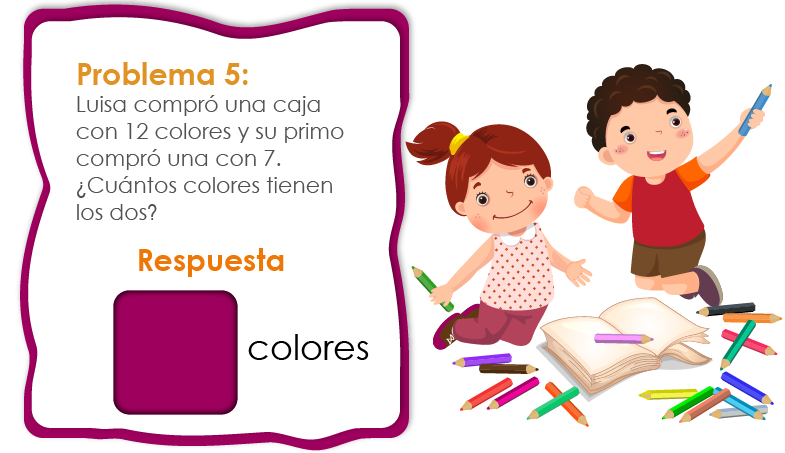 Problema 5:
Luisa compró una caja
con 12 colores y su primo
compró una con 7.
¿Cuántos colores tienen
los dos?
Respuesta
colores